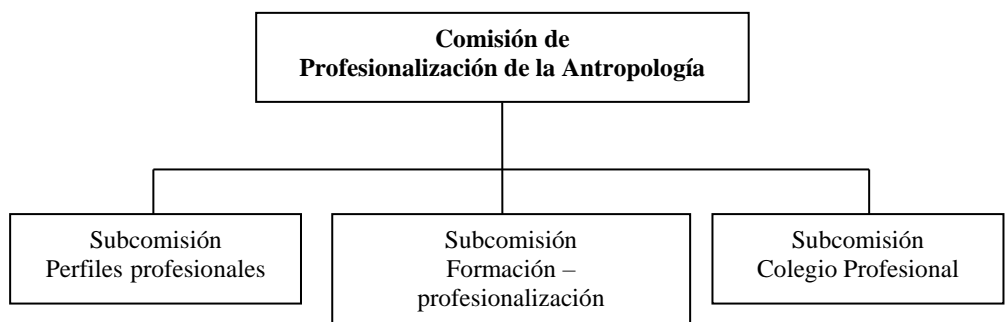 Comisión de
Profesionalización de la Antropología
Subcomisión
Perfiles profesionales
Subcomisión
Formación –
profesionalización
Subcomisión
Colegio Profesional